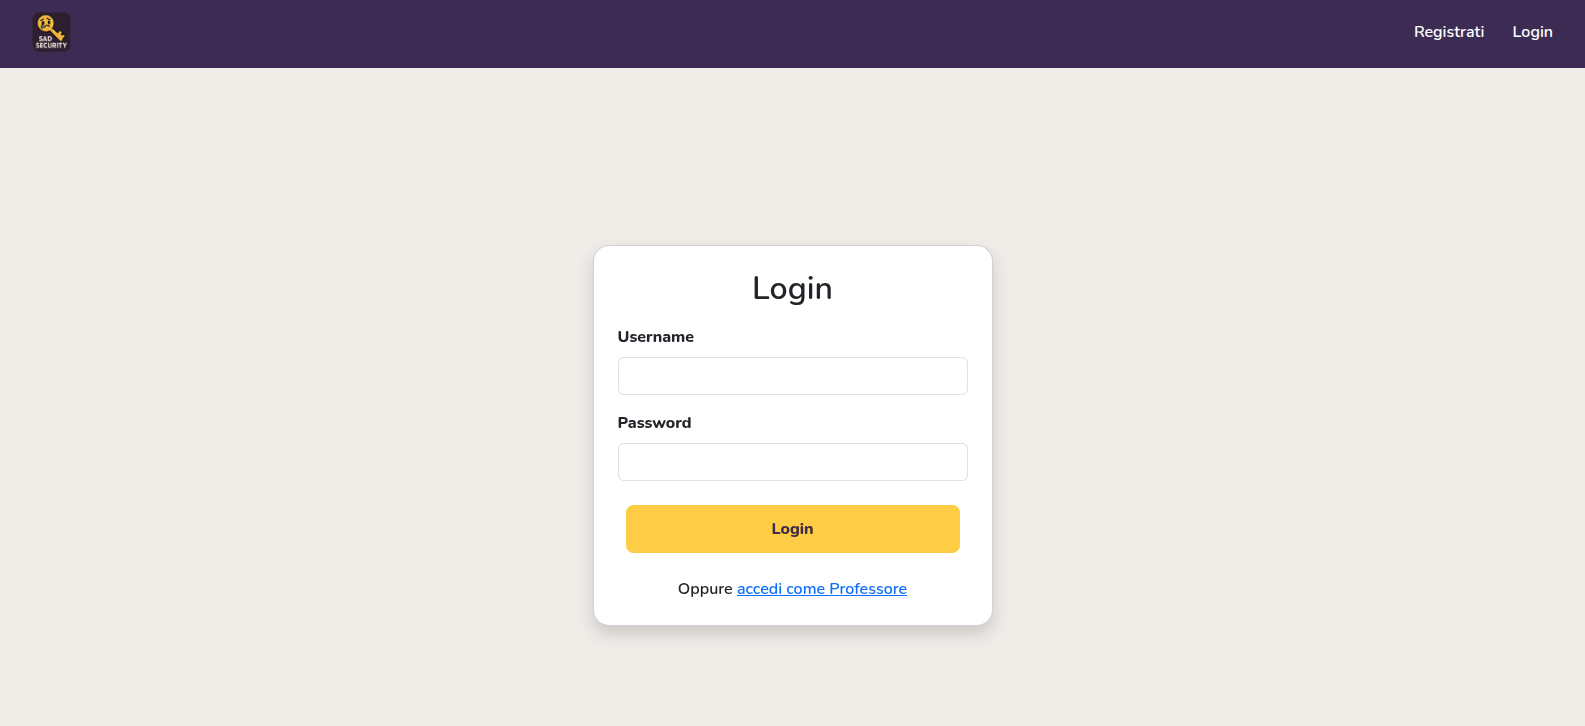 SAD
SECURITY
Registrati Login
Login
Username
Password
Login
Oppure accedi come Professore